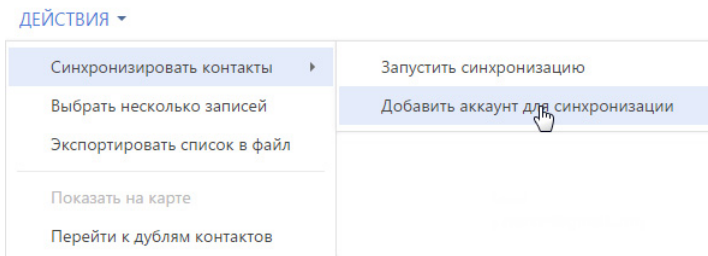 ДЕЙСТВИЯ
Синхронизировать контакты
Запустить синхронизацию
Выбрать несколько записей
Добавить аккаунт для синхронизации
Экспортировать список в файл
Показать на карте
Перейти к дублям контактов